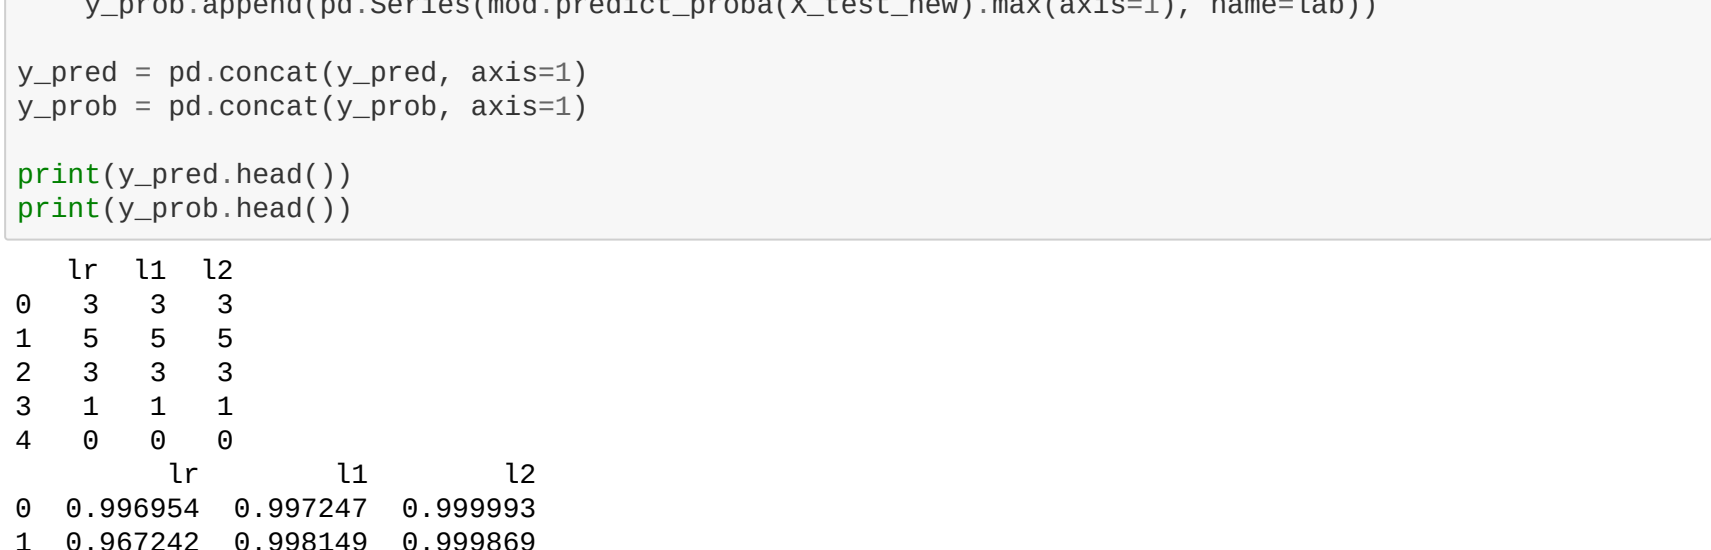 y_prob.append(pd.Series(mod.predict_proba(X_test_new).max(axis=1), name=lab))

y_pred = pd.concat(y_pred, axis=1)
y_prob = pd.concat(y_prob, axis=1)

print(y_pred.head())
print(y_prob.head())

   lr  l1  l2
0   3   3   3
1   5   5   5
2   3   3   3
3   1   1   1
4   0   0   0
         lr        l1        l2
0  0.996954  0.997247  0.999993
1  0.967242  0.998149  0.999869